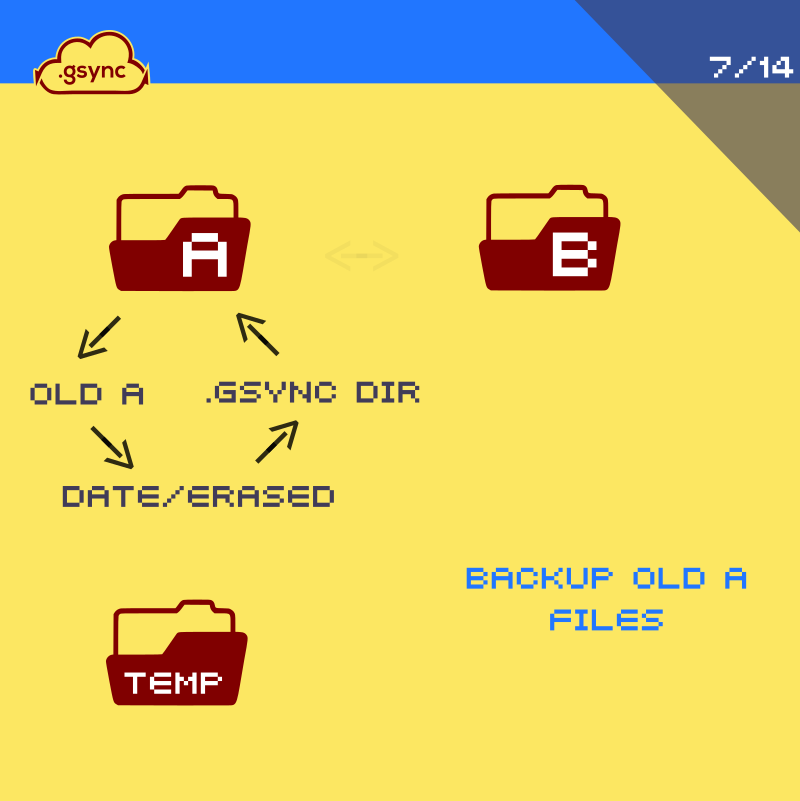 .gsync
7/14
A
B
OLD A
.GSYNC DIR
DATE/ERASED
BACKUP OLD A
FILES
TEMP